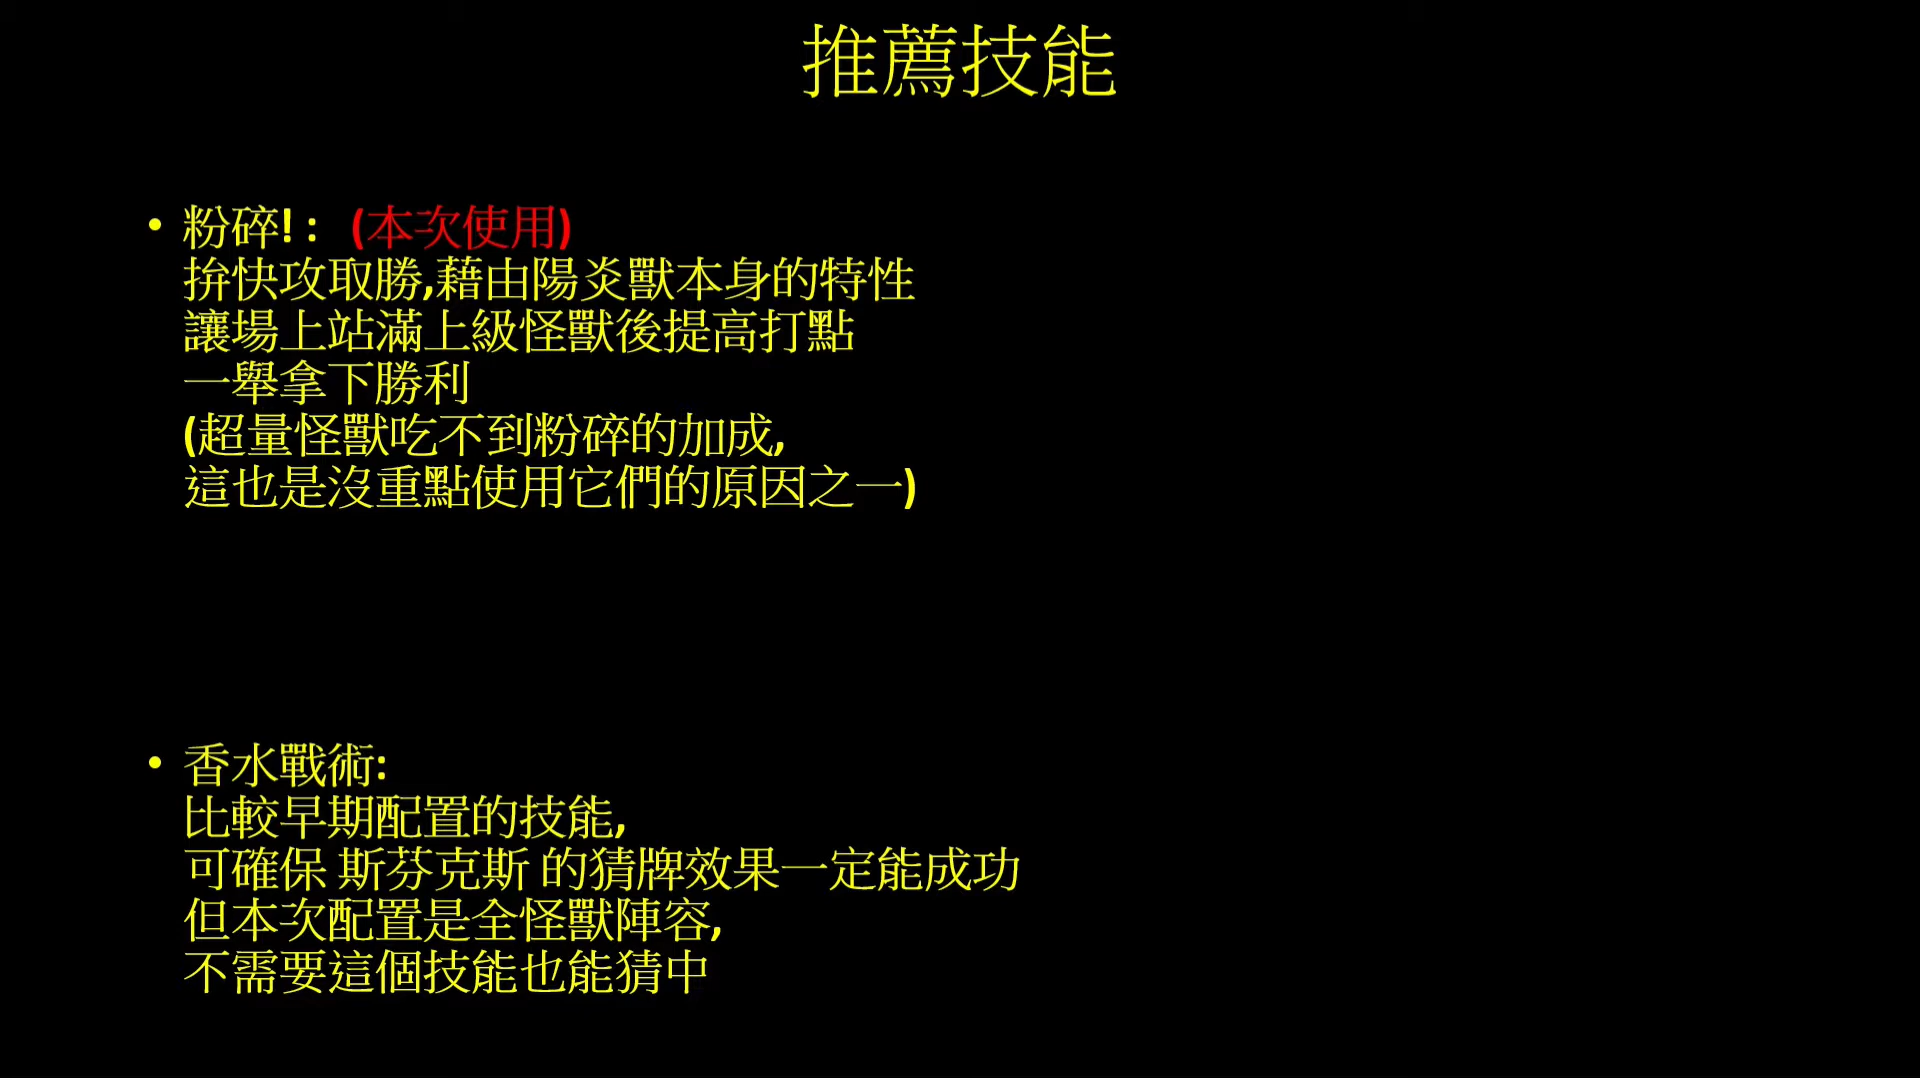 推薦技能
• 粉碎! : (本次使用)
拚快攻取勝,藉由陽炎獸本身的特性
讓場上站滿上級怪獸後提高打點
一舉拿下勝利
(超量怪獸吃不到粉碎的加成,
這也是沒重點使用它們的原因之一)
• 香水戰術:
比較早期配置的技能,
可確保 斯芬克斯 的猜牌效果一定能成功
但本次配置是全怪獸陣容,
不需要這個技能也能猜中